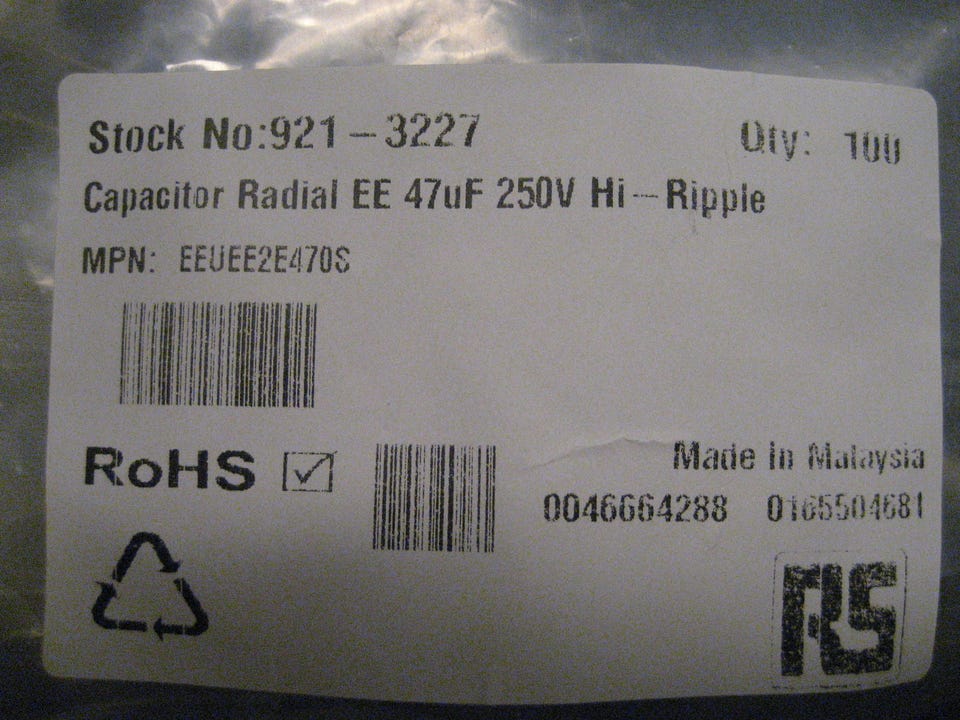 Stock No:921-3227 Qty: 100
Capacitor Radial EE 47uF 250V Hi-Ripple
MPN: EEUEE2E470S
RoHS
Made in Malaysia
0046664288 0165504681
RS